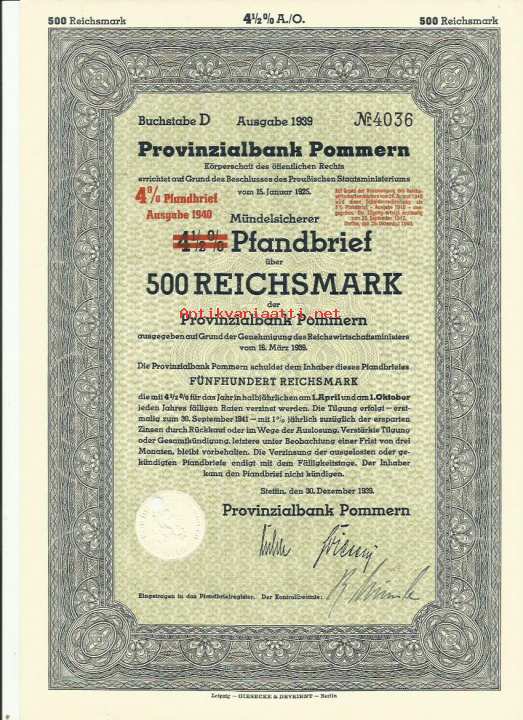 500 Reichsmark 4½% A./O. 500 Reichsmark
Buchstabe D Ausgabe 1939 № 4036
Provinzialbank Pommern
Körperschaft des öffentlichen Rechts
errichtet auf Grund des Beschlusses des Preußischen Staatsministeriums
vom 15. Januar 1925.
4% Pfandbrief
Ausgabe 1940
Mündelsicherer
4½% Pfandbrief
über
500 REICHSMARK
der
Antikvariaatti.net
Provinzialbank Pommern
ausgegeben auf Grund der Genehmigung des Reichswirtschaftsministers
vom 16. März 1939.
Die Provinzialbank Pommern schuldet dem Inhaber dieses Pfandbriefes
FÜNFHUNDERT REICHSMARK
die mit 4½% für das Jahr in halbjährlichen am 1. April und am 1. Oktober
jeden Jahres fälligen Raten verzinst werden. Die Tilgung erfolgt – erst-
malig zum 30. September 1941 – mit 1% jährlich zuzüglich der ersparten
Zinsen durch Rückkauf oder im Wege der Auslosung. Verstärkte Tilgung
oder Gesamtkündigung, letztere unter Beobachtung einer Frist von drei
Monaten, bleibt vorbehalten. Die Verzinsung der ausgelosten oder ge-
kündigten Pfandbriefe endigt mit dem Fälligkeitstage. Der Inhaber
kann den Pfandbrief nicht kündigen.
Stettin, den 30. Dezember 1939.
Provinzialbank Pommern
Eingetragen in das Pfandbriefregister. Der Kontrollbeamte:
Leipzig – GIESECKE & DEVRIENT – Berlin